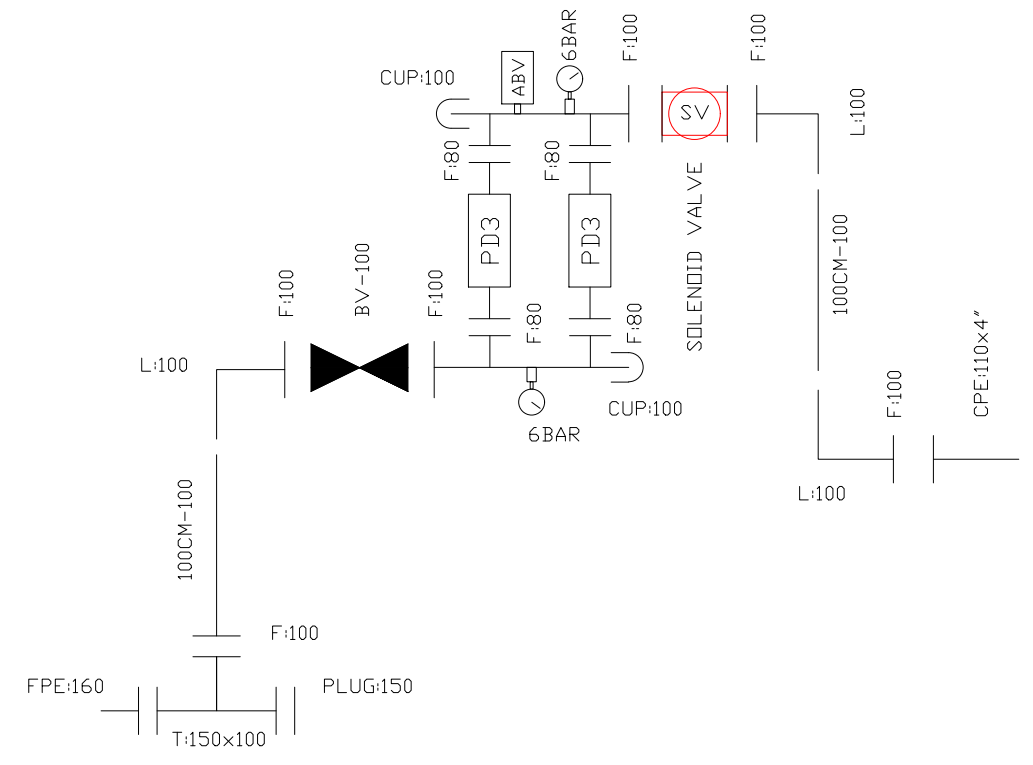 6BAR
F:100
F:100
ABV
CUP:100
L:100
SV
F:80
F:80
SOLENOID VALVE
PD3
PD3
100CM-100
BV-100
F:100
F:100
F:80
F:80
CPE:110x4"
L:100
F:100
CUP:100
6BAR
L:100
100CM-100
F:100
FPE:160
PLUG:150
T:150x100